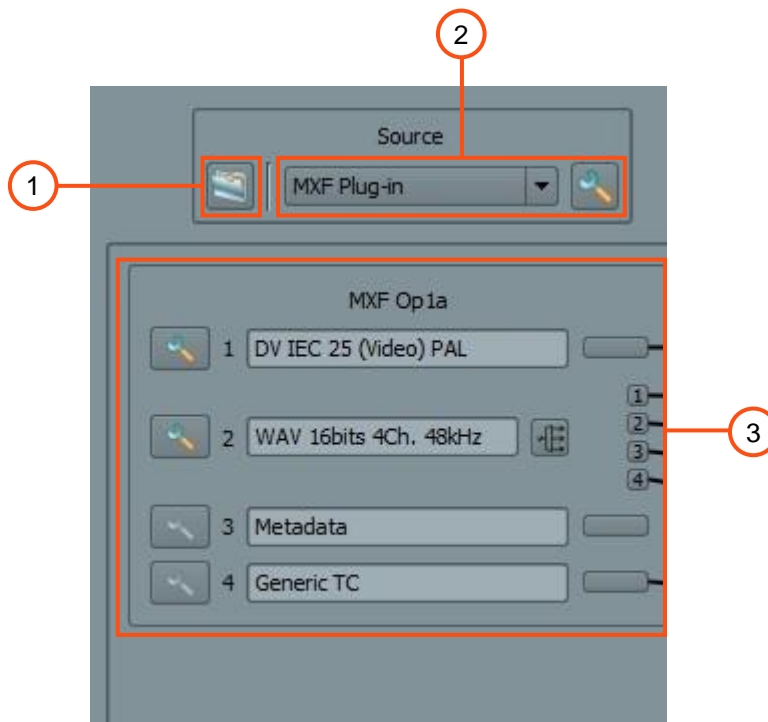 2
Source
1
MXF Plug-in
MXF Op1a
1 DV IEC 25 (Video) PAL
1
2 WAV 16bits 4Ch. 48kHz
2
3
3
4
3 Metadata
4 Generic TC